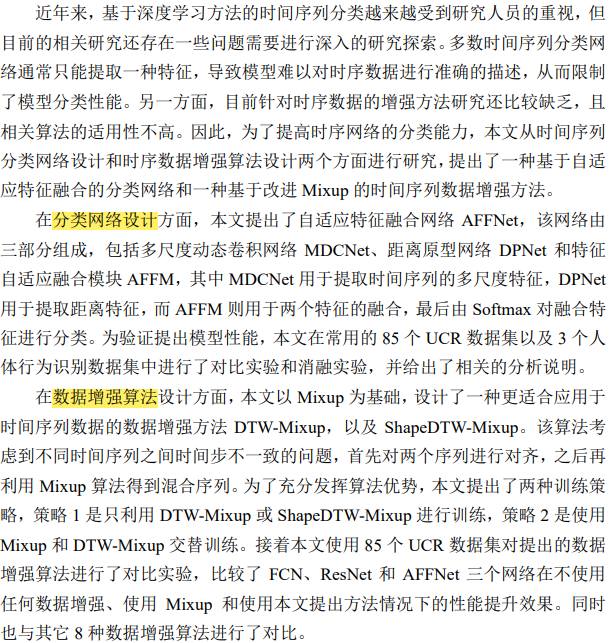 近年来，基于深度学习方法的时间序列分类越来越受到研究人员的重视，但
目前的相关研究还存在一些问题需要进行深入的研究探索。多数时间序列分类网
络通常只能提取一种特征，导致模型难以对时序数据进行准确的描述，从而限制
了模型分类性能。另一方面，目前针对时序数据的增强方法研究还比较缺乏，且
相关算法的适用性不高。因此，为了提高时序网络的分类能力，本文从时间序列
分类网络设计和时序数据增强算法设计两个方面进行研究，提出了一种基于自适
应特征融合的分类网络和一种基于改进 Mixup 的时间序列数据增强方法。
在分类网络设计方面，本文提出了自适应特征融合网络 AFFNet，该网络由
三部分组成，包括多尺度动态卷积网络 MDCNet、距离原型网络 DPNet 和特征
自适应融合模块 AFFM，其中 MDCNet 用于提取时间序列的多尺度特征，DPNet
用于提取距离特征，而 AFFM 则用于两个特征的融合，最后由 Softmax 对融合特
征进行分类。为验证提出模型性能，本文在常用的 85 个 UCR 数据集以及 3 个人
体行为识别数据集中进行了对比实验和消融实验，并给出了相关的分析说明。
在数据增强算法设计方面，本文以 Mixup 为基础，设计了一种更适合应用于
时间序列数据的数据增强方法 DTW-Mixup，以及 ShapeDTW-Mixup。该算法考
虑到不同时间序列之间时间步不一致的问题，首先对两个序列进行对齐，之后再
利用 Mixup 算法得到混合序列。为了充分发挥算法优势，本文提出了两种训练策
略，策略 1 是只利用 DTW-Mixup 或 ShapeDTW-Mixup 进行训练，策略 2 是使用
Mixup 和 DTW-Mixup 交替训练。接着本文使用 85 个 UCR 数据集对提出的数据
增强算法进行了对比实验，比较了 FCN、ResNet 和 AFFNet 三个网络在不使用
任何数据增强、使用 Mixup 和使用本文提出方法情况下的性能提升效果。同时
也与其它 8 种数据增强算法进行了对比。